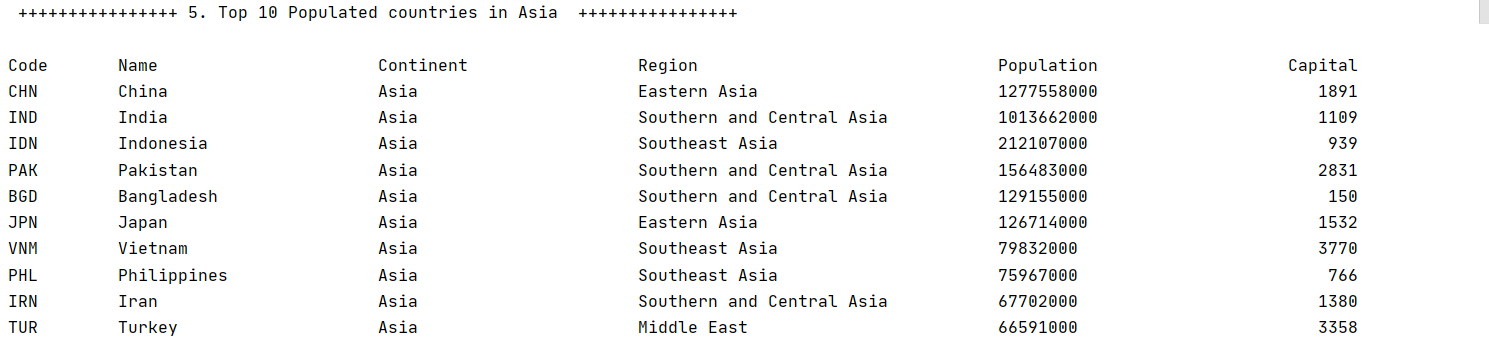 ++++++++++++++++ 5. Top 10 Populated countries in Asia  ++++++++++++++++
Code       Name                      Continent                 Region                              Population                   Capital
CHN        China                     Asia                      Eastern Asia                        1277558000                      1891
IND        India                     Asia                      Southern and Central Asia           1013662000                      1109
IDN        Indonesia                 Asia                      Southeast Asia                      212107000                        939
PAK        Pakistan                  Asia                      Southern and Central Asia           156483000                       2831
BGD        Bangladesh                Asia                      Southern and Central Asia           129155000                        150
JPN        Japan                     Asia                      Eastern Asia                        126714000                       1532
VNM        Vietnam                   Asia                      Southeast Asia                      79832000                        3770
PHL        Philippines               Asia                      Southeast Asia                      75967000                         766
IRN        Iran                      Asia                      Southern and Central Asia           67702000                        1380
TUR        Turkey                    Asia                      Middle East                         66591000                        3358